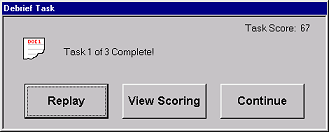 Debrief Task
Task Score: 67
Task 1 of 3 Complete!
Replay
View Scoring
Continue